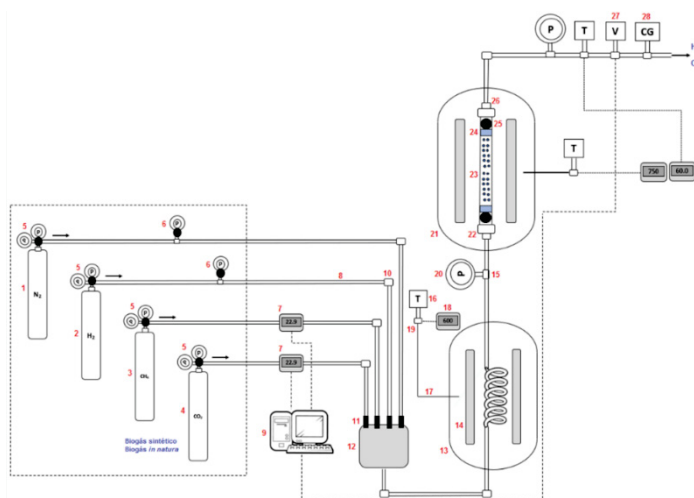 27
28
P
T
V
CG
H
C
26
25
24
23
T
750
60.0
21
22
5
P
6
1
N₂
5
P
6
8
10
20
P
15
2
H₂
5
P
7
22.9
T
16
18
600
19
3
CH₄
5
P
7
22.9
17
4
CO₂
9
11
12
14
13
Biogás sintético
Biogás in natura